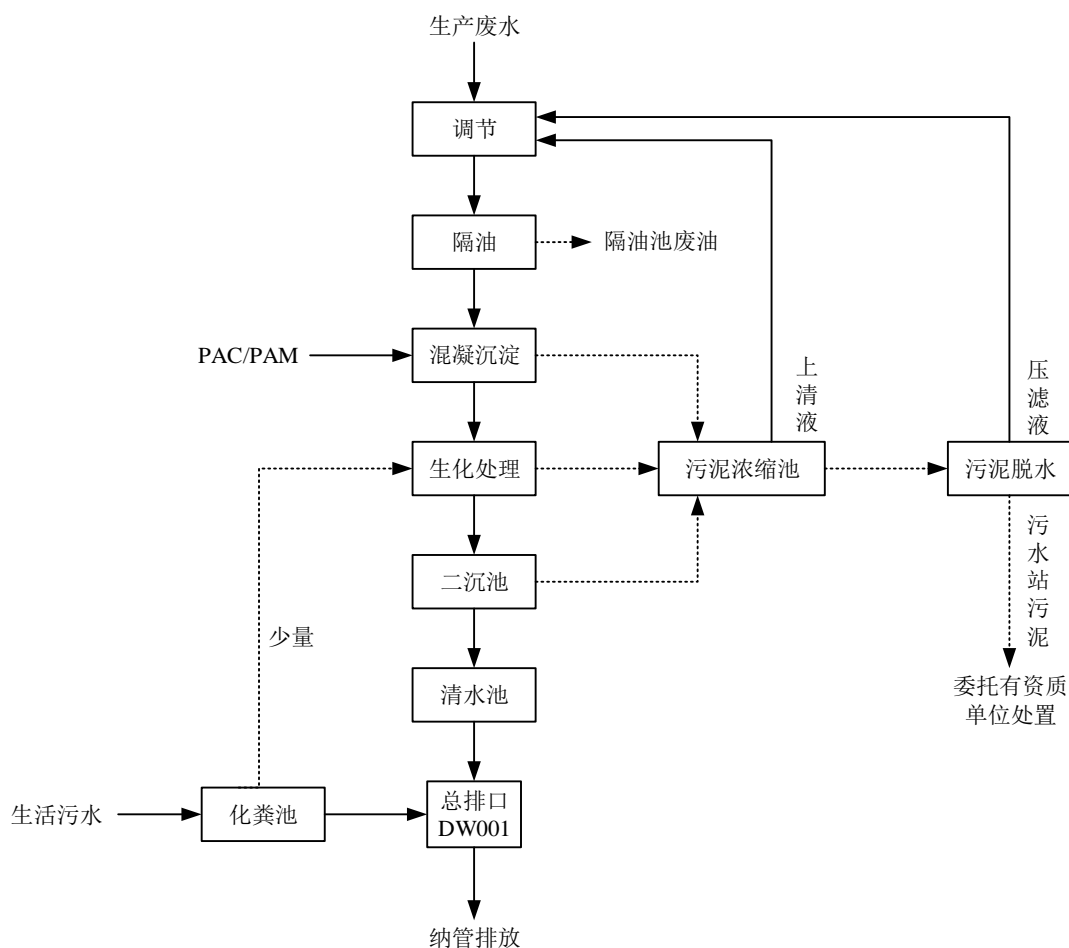 生产废水
调节
隔油
隔油池废油
PAC/PAM
混凝沉淀
上清液
压滤液
生化处理
污泥浓缩池
污泥脱水
二沉池
污水站污泥
少量
清水池
委托有资质
单位处置
生活污水
化粪池
总排口
DW001
纳管排放